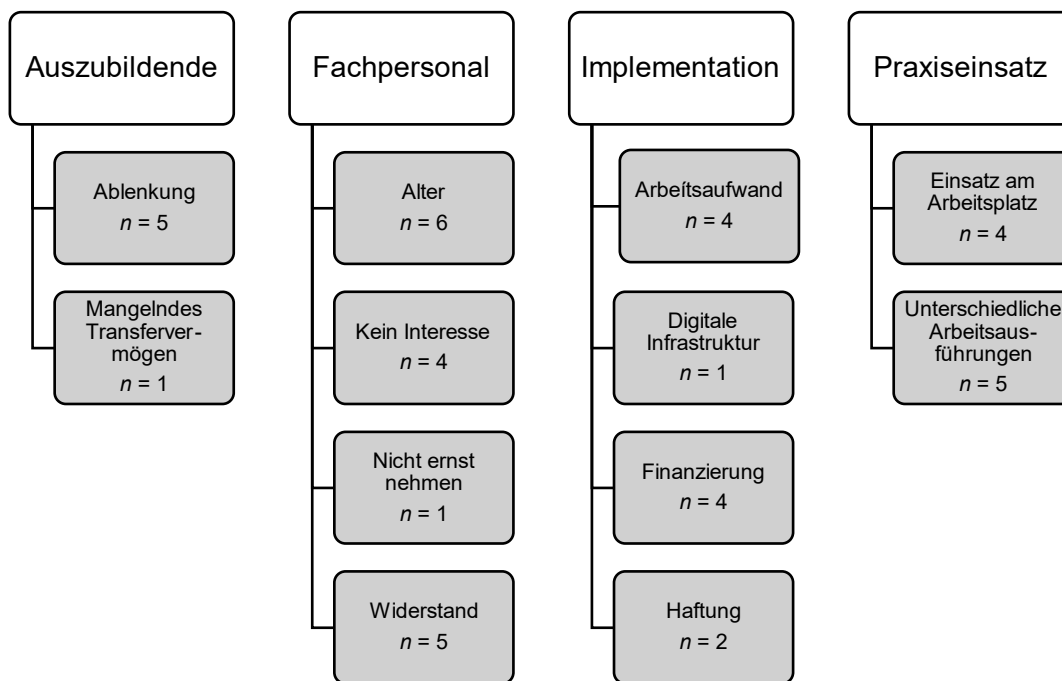 Auszubildende
Ablenkung
n = 5
Mangelndes
Transferver-
mögen
n = 1
Fachpersonal
Alter
n = 6
Kein Interesse
n = 4
Nicht ernst
nehmen
n = 1
Widerstand
n = 5
Implementation
Arbeitsaufwand
n = 4
Digitale
Infrastruktur
n = 1
Finanzierung
n = 4
Haftung
n = 2
Praxiseinsatz
Einsatz am
Arbeitsplatz
n = 4
Unterschiedliche
Arbeitsaus-
führungen
n = 5